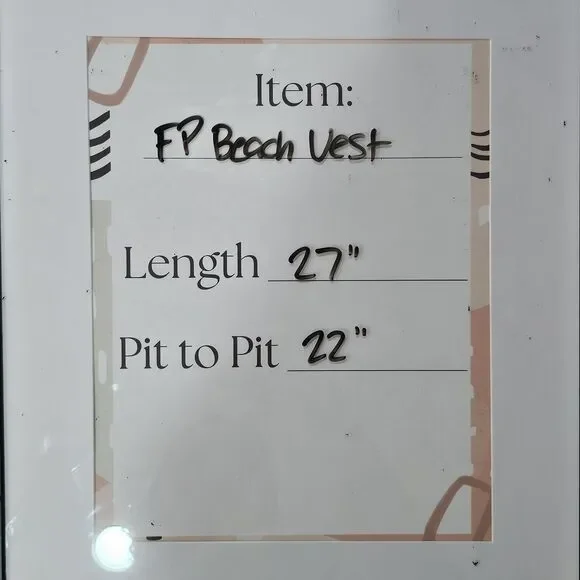 Item:
FP Beach Vest
Length 27"
Pit to Pit 22"